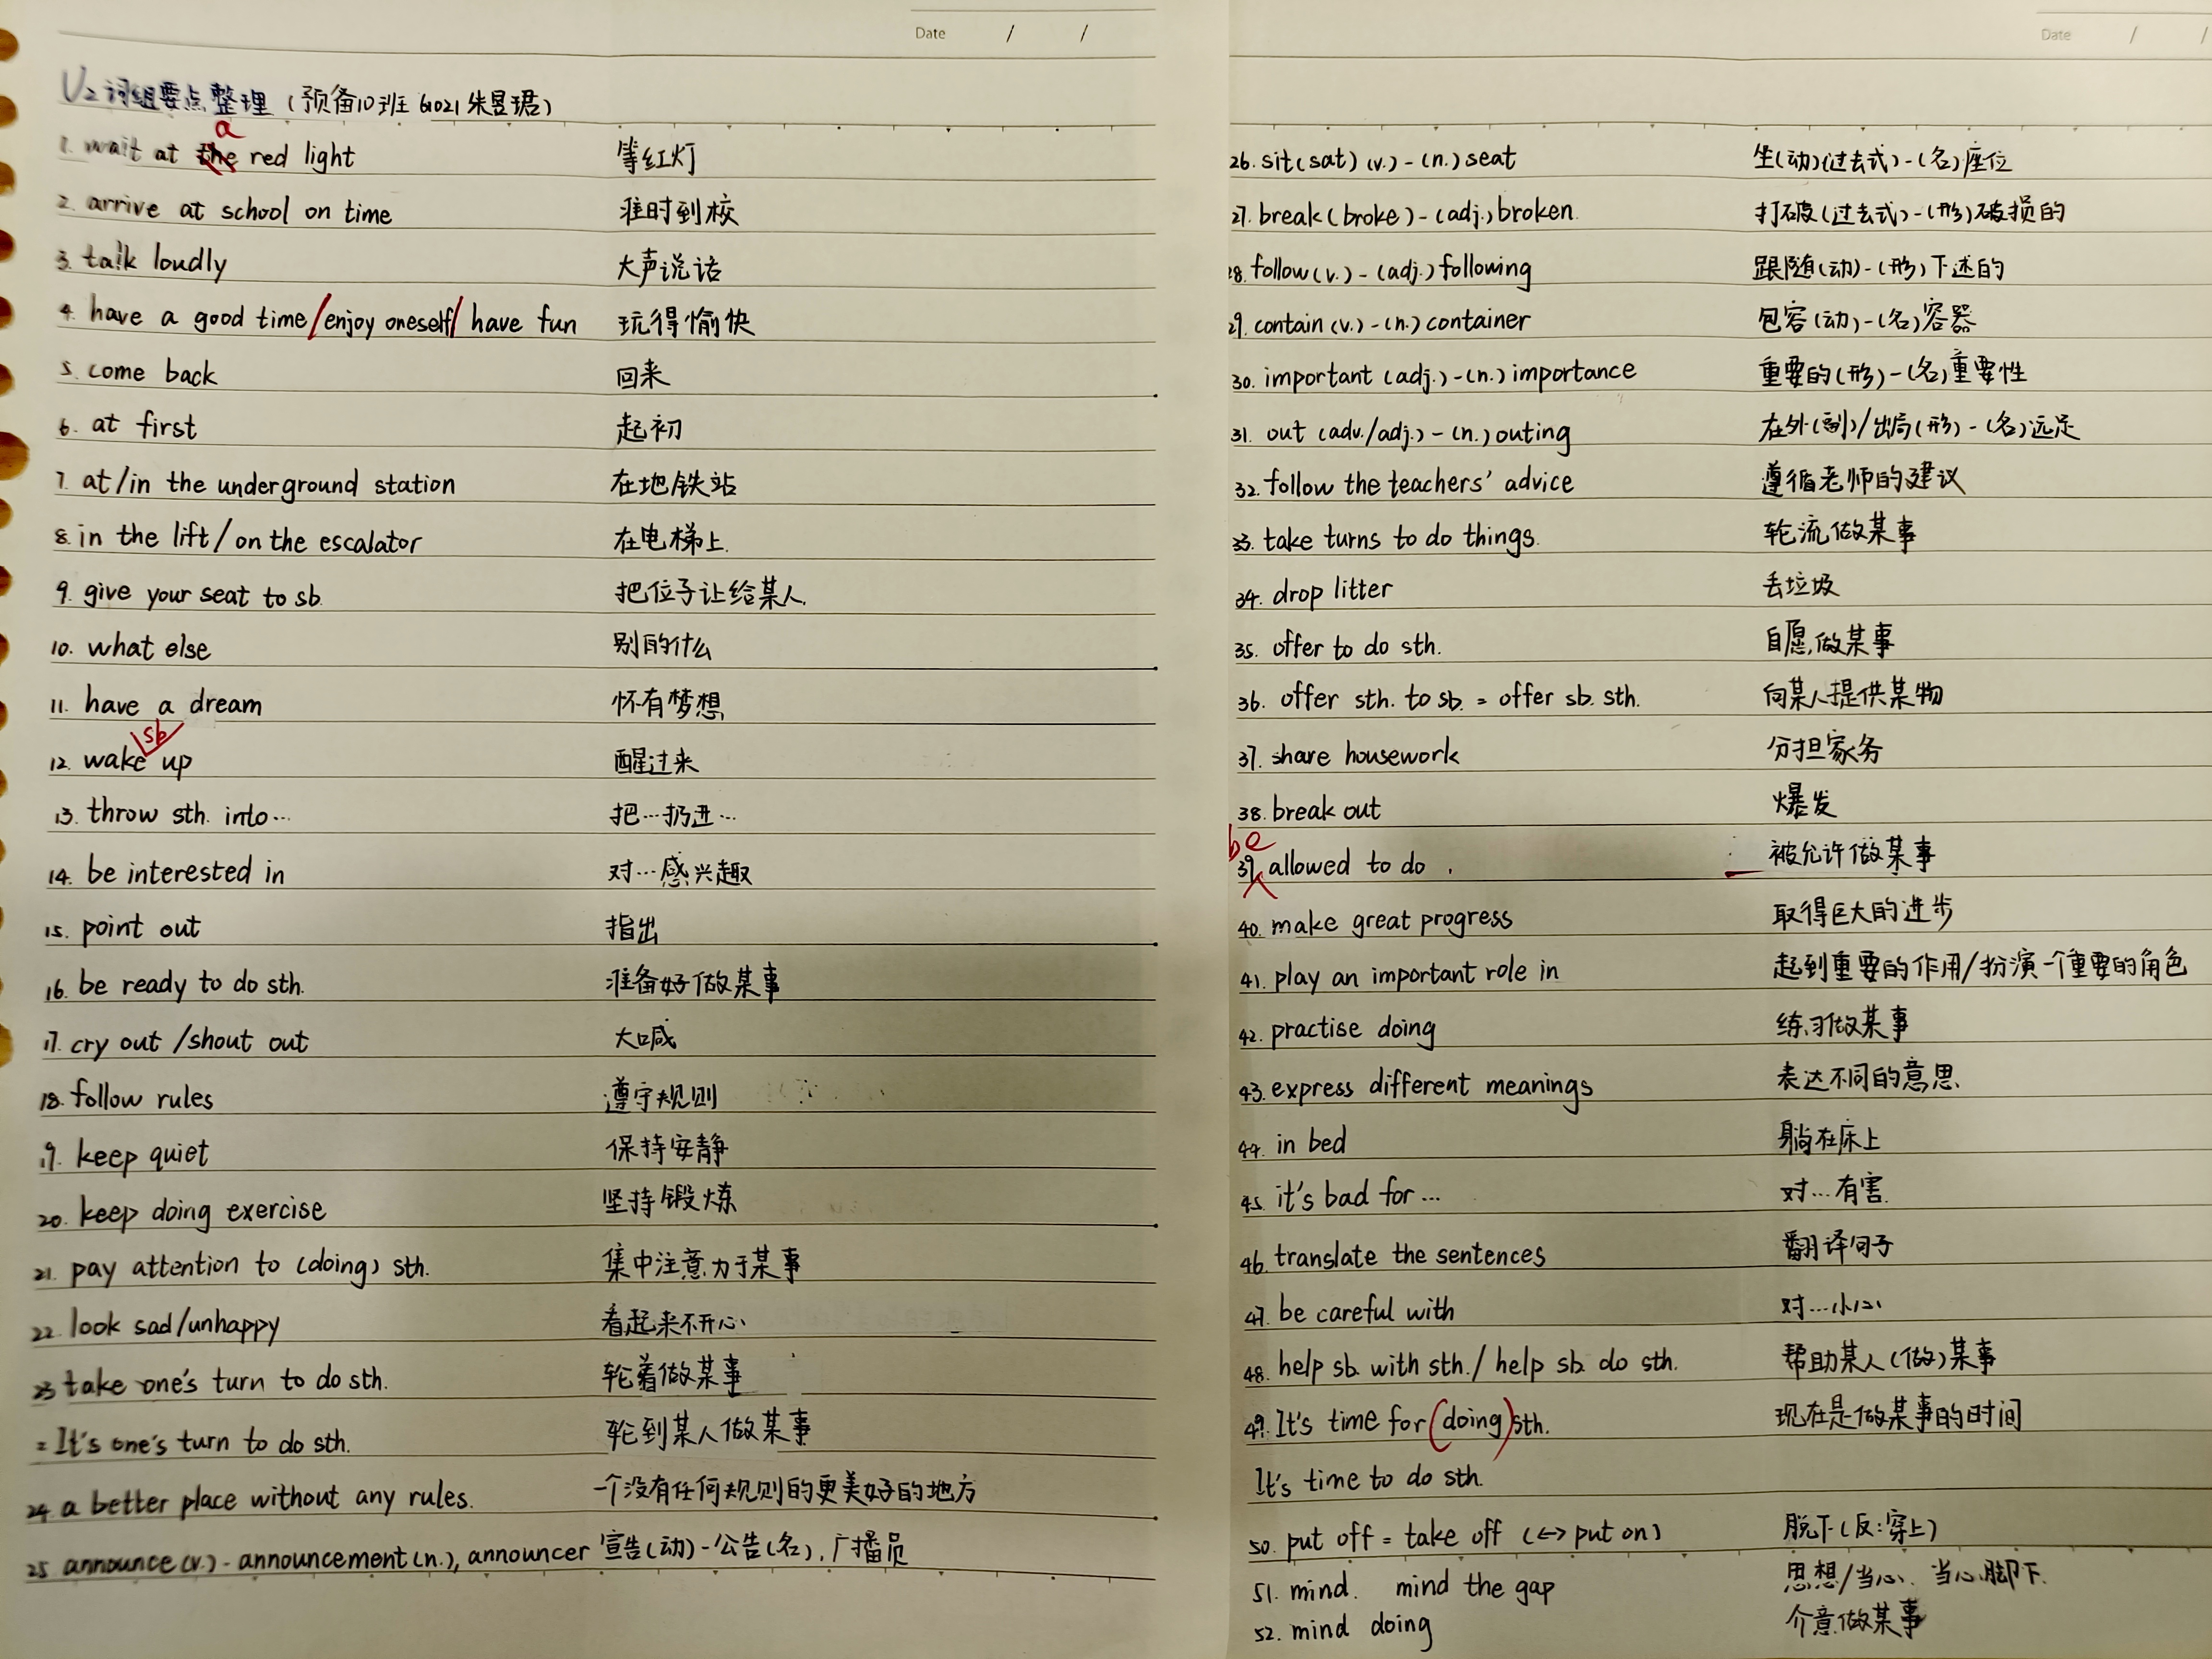 Date / /
U2 词组要点整理 (预备10班 61021 朱昱珺)
1. wait at the a red light 等红灯
2. arrive at school on time 准时到校
3. talk loudly 大声说话
4. have a good time/enjoy oneself/have fun 玩得愉快
5. come back 回来
6. at first 起初
7. at/in the underground station 在地铁站
8. in the lift/on the escalator 在电梯上.
9. give your seat to sb. 把位子让给某人.
10. what else 别的什么
11. have a dream 怀有梦想
12. wake sb up 醒过来
13. throw sth. into… 把…扔进…
14. be interested in 对…感兴趣
15. point out 指出
16. be ready to do sth. 准备好做某事
17. cry out /shout out 大喊
18. follow rules 遵守规则
19. keep quiet 保持安静
20. keep doing exercise 坚持锻炼
21. pay attention to (doing) sth. 集中注意力于某事
22. look sad/unhappy 看起来不开心
23 take one's turn to do sth. 轮着做某事
= It's one's turn to do sth. 轮到某人做某事
24. a better place without any rules. 一个没有任何规则的更美好的地方
25. announce(v.) - announcement(n.), announcer 宣告(动)-公告(名), 广播员
Date / /
26. sit(sat) (v.) - (n.) seat 坐(动)(过去式)-(名)座位
27. break(broke) - (adj.) broken. 打破(过去式)-(形)破损的
28. follow(v.) - (adj.) following 跟随(动)-(形)下述的
29. contain (v.) - (n.) container 包容(动)-(名)容器
30. important (adj.) - (n.) importance 重要的(形)-(名)重要性
31. out (adv./adj.) - (n.) outing 在外(副)/出局(形)-(名)远足
32. follow the teachers' advice 遵循老师的建议
33. take turns to do things. 轮流做某事
34. drop litter 丢垃圾
35. offer to do sth. 自愿做某事
36. offer sth. to sb. = offer sb. sth. 向某人提供某物
37. share housework 分担家务
38. break out 爆发
39. be allowed to do . 被允许做某事
40. make great progress 取得巨大的进步
41. play an important role in 起到重要的作用/扮演一个重要的角色
42. practise doing 练习做某事
43. express different meanings 表达不同的意思.
44. in bed 躺在床上
45. it's bad for… 对…有害.
46. translate the sentences 翻译句子
47. be careful with 对…小心
48. help sb. with sth./ help sb. do sth. 帮助某人(做)某事
49. It's time for (doing) sth. 现在是做某事的时间
It's time to do sth.
50. put off = take off (↔ put on) 脱下(反:穿上)
51. mind. mind the gap 思想/当心. 当心脚下.
52. mind doing 介意做某事